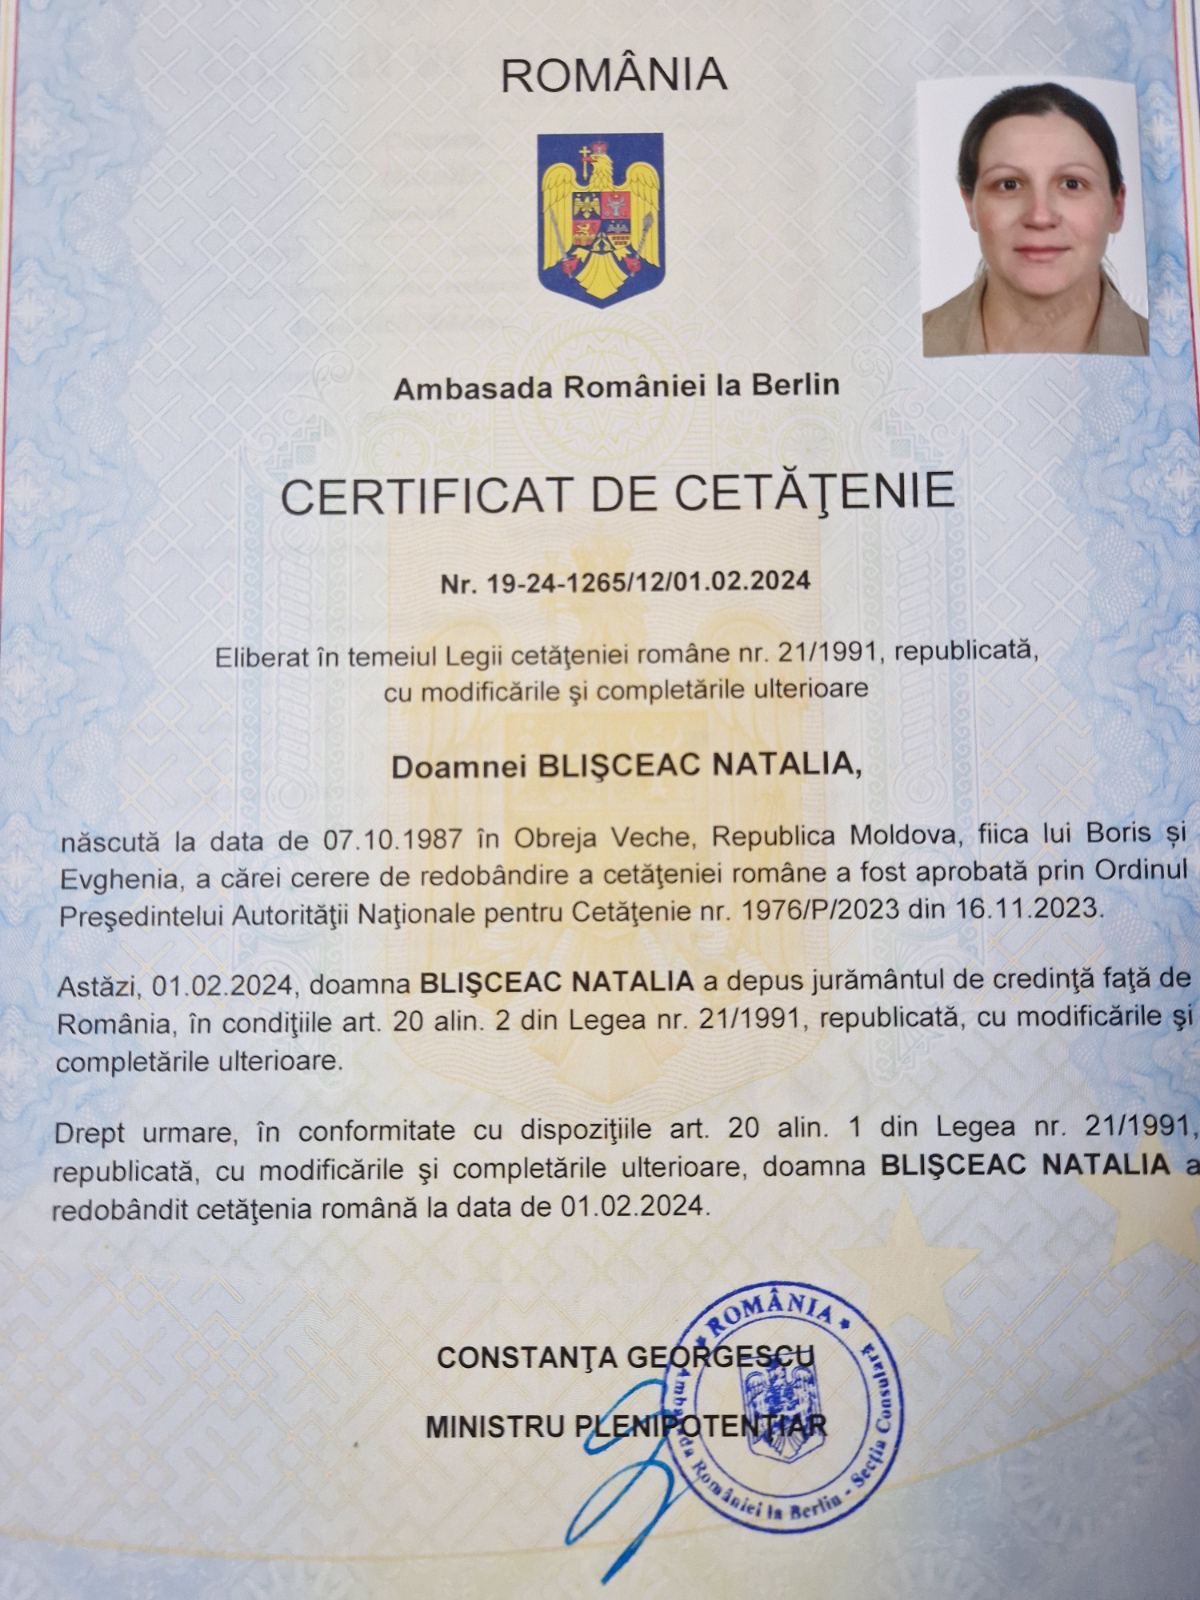 ROMÂNIA
Ambasada României la Berlin
CERTIFICAT DE CETĂŢENIE
Nr. 19-24-1265/12/01.02.2024
Eliberat în temeiul Legii cetăţeniei române nr. 21/1991, republicată,
cu modificările şi completările ulterioare
Doamnei BLIŞCEAC NATALIA,
născută la data de 07.10.1987 în Obreja Veche, Republica Moldova, fiica lui Boris și
Evghenia, a cărei cerere de redobândire a cetăţeniei române a fost aprobată prin Ordinul
Preşedintelui Autorităţii Naţionale pentru Cetăţenie nr. 1976/P/2023 din 16.11.2023.
Astăzi, 01.02.2024, doamna BLIŞCEAC NATALIA a depus jurământul de credinţă faţă de
România, în condiţiile art. 20 alin. 2 din Legea nr. 21/1991, republicată, cu modificările şi
completările ulterioare.
Drept urmare, în conformitate cu dispoziţiile art. 20 alin. 1 din Legea nr. 21/1991,
republicată, cu modificările şi completările ulterioare, doamna BLIŞCEAC NATALIA a
redobândit cetăţenia română la data de 01.02.2024.
CONSTANŢA GEORGESCU
MINISTRU PLENIPOTENŢIAR
ROMÂNIA
Ambasada României la Berlin - Secţia Consulară